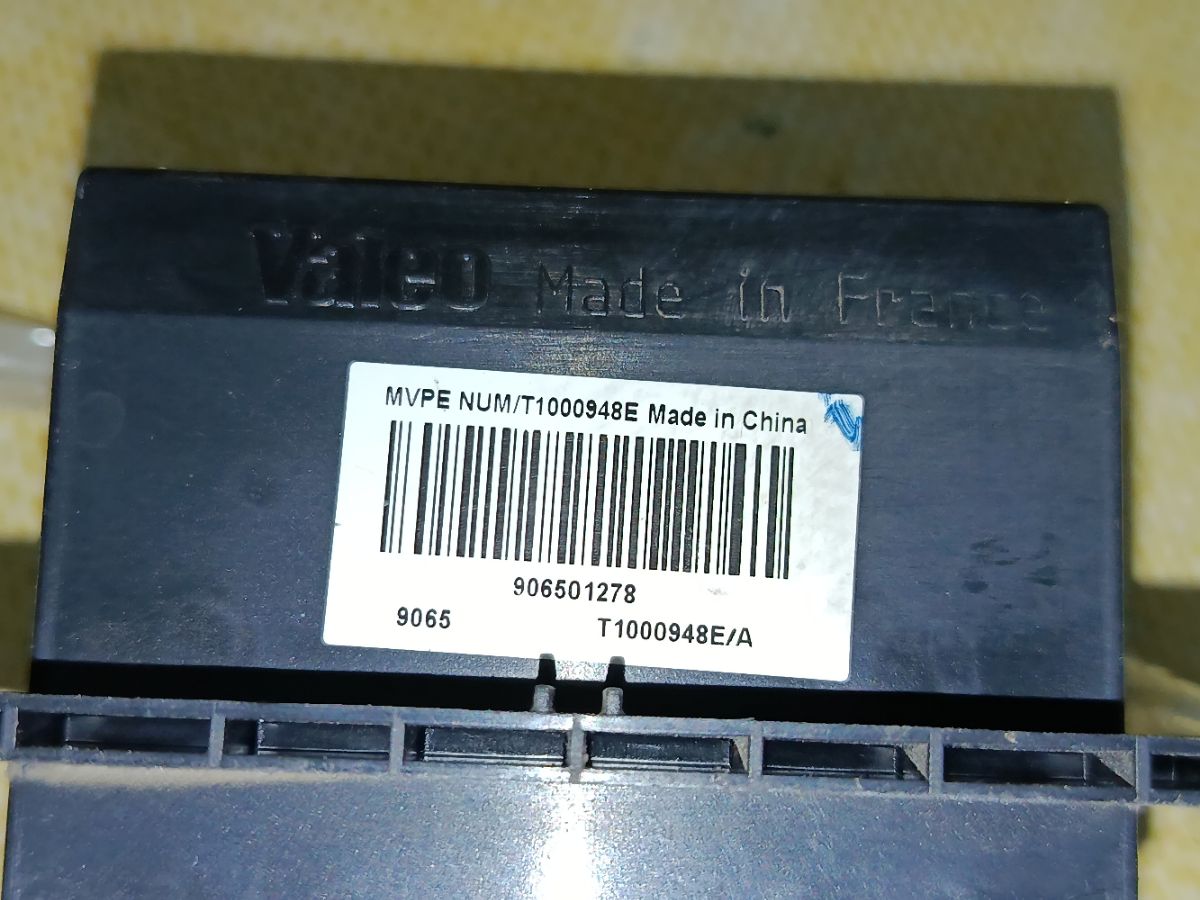 Valeo Made in France
MVPE NUM/T1000948E Made in China
906501278
9065 T1000948E/A